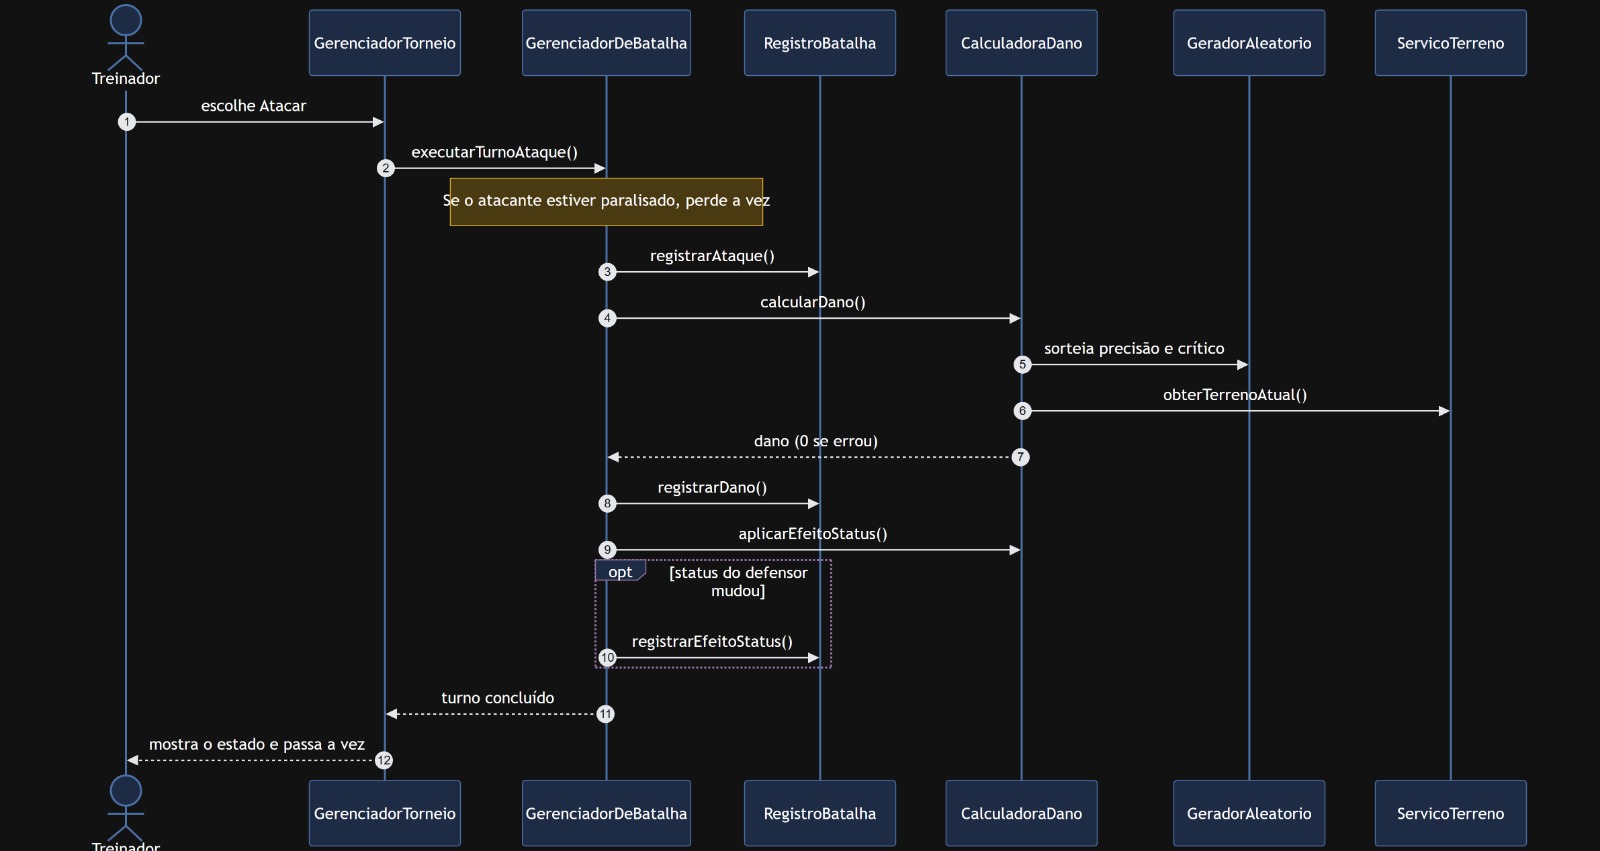 Treinador
GerenciadorTorneio
GerenciadorDeBatalha
RegistroBatalha
CalculadoraDano
GeradorAleatorio
ServicoTerreno
escolhe Atacar
1
executarTurnoAtaque()
2
Se o atacante estiver paralisado, perde a vez
registrarAtaque()
3
calcularDano()
4
sorteia precisão e crítico
5
obterTerrenoAtual()
6
dano (0 se errou)
7
registrarDano()
8
aplicarEfeitoStatus()
9
opt
[status do defensor
mudou]
registrarEfeitoStatus()
10
turno concluído
11
mostra o estado e passa a vez
12
GerenciadorTorneio
GerenciadorDeBatalha
RegistroBatalha
CalculadoraDano
GeradorAleatorio
ServicoTerreno
Treinador